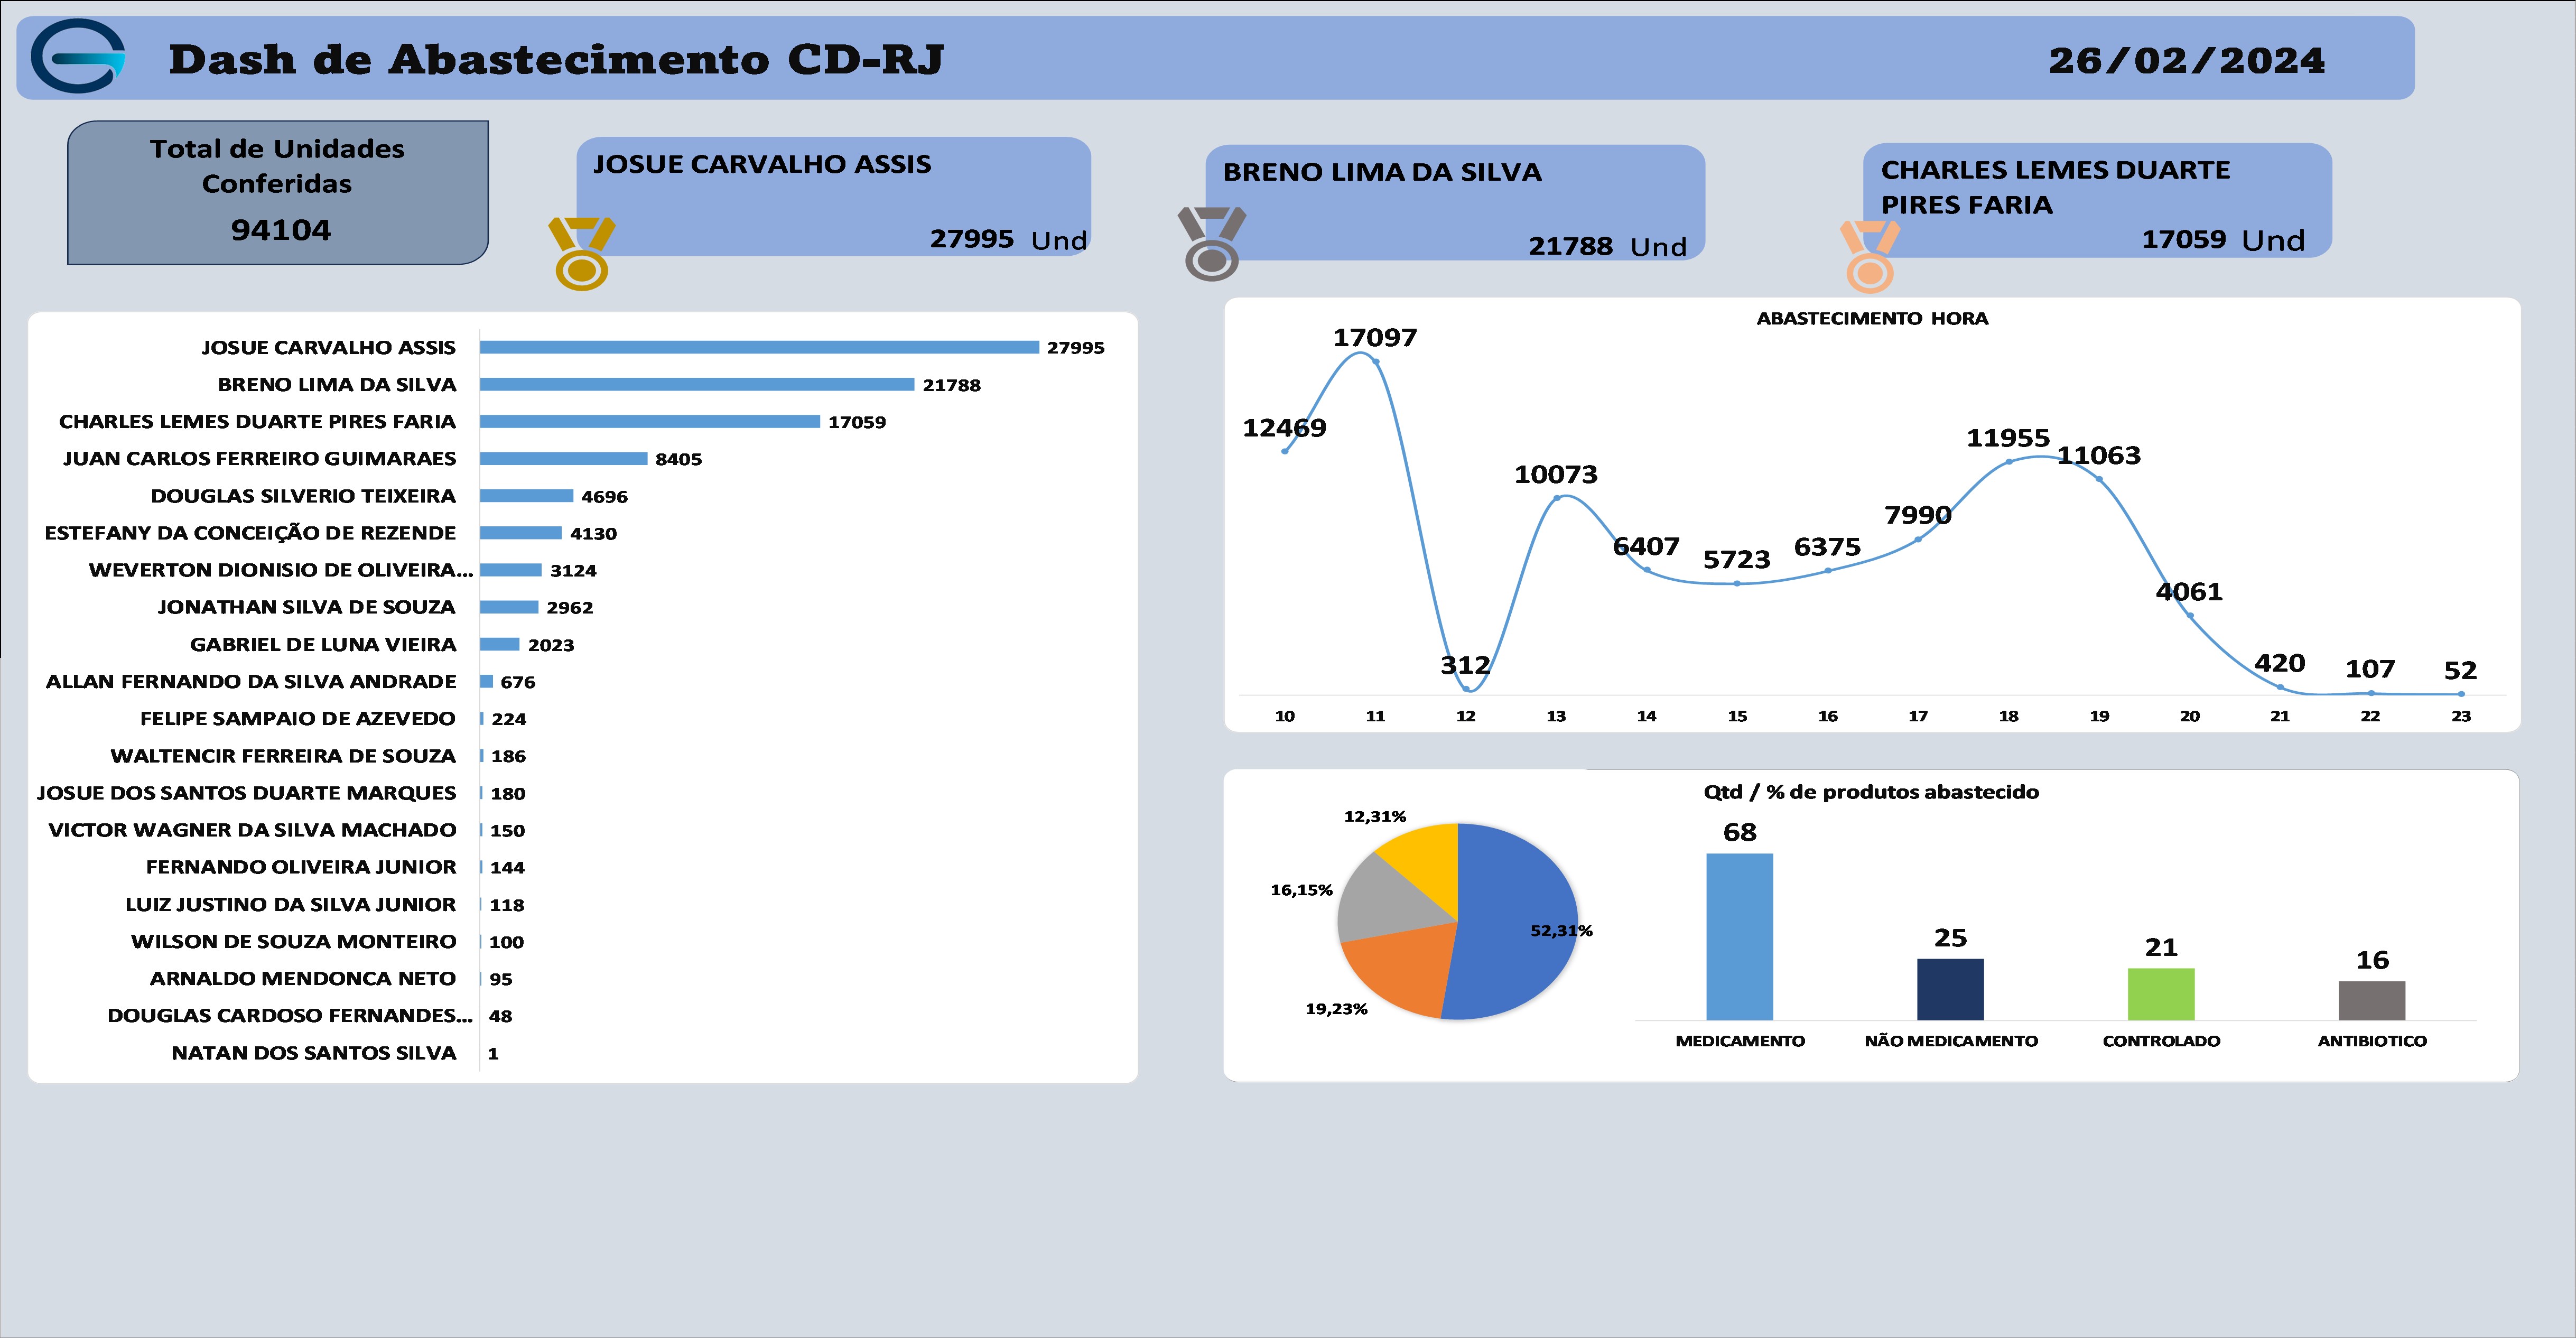 Dash de Abastecimento CD-RJ
26/02/2024
Total de Unidades
Conferidas
94104
JOSUE CARVALHO ASSIS
27995 Und
BRENO LIMA DA SILVA
21788 Und
CHARLES LEMES DUARTE
PIRES FARIA
17059 Und
JOSUE CARVALHO ASSIS 27995
BRENO LIMA DA SILVA 21788
CHARLES LEMES DUARTE PIRES FARIA 17059
JUAN CARLOS FERREIRO GUIMARAES 8405
DOUGLAS SILVERIO TEIXEIRA 4696
ESTEFANY DA CONCEIÇÃO DE REZENDE 4130
WEVERTON DIONISIO DE OLIVEIRA... 3124
JONATHAN SILVA DE SOUZA 2962
GABRIEL DE LUNA VIEIRA 2023
ALLAN FERNANDO DA SILVA ANDRADE 676
FELIPE SAMPAIO DE AZEVEDO 224
WALTENCIR FERREIRA DE SOUZA 186
JOSUE DOS SANTOS DUARTE MARQUES 180
VICTOR WAGNER DA SILVA MACHADO 150
FERNANDO OLIVEIRA JUNIOR 144
LUIZ JUSTINO DA SILVA JUNIOR 118
WILSON DE SOUZA MONTEIRO 100
ARNALDO MENDONCA NETO 95
DOUGLAS CARDOSO FERNANDES... 48
NATAN DOS SANTOS SILVA 1
ABASTECIMENTO HORA
12469 17097 312 10073 6407 5723 6375 7990 11955 11063 4061 420 107 52
10 11 12 13 14 15 16 17 18 19 20 21 22 23
Qtd / % de produtos abastecido
12,31%
16,15%
52,31%
19,23%
68 25 21 16
MEDICAMENTO NÃO MEDICAMENTO CONTROLADO ANTIBIOTICO